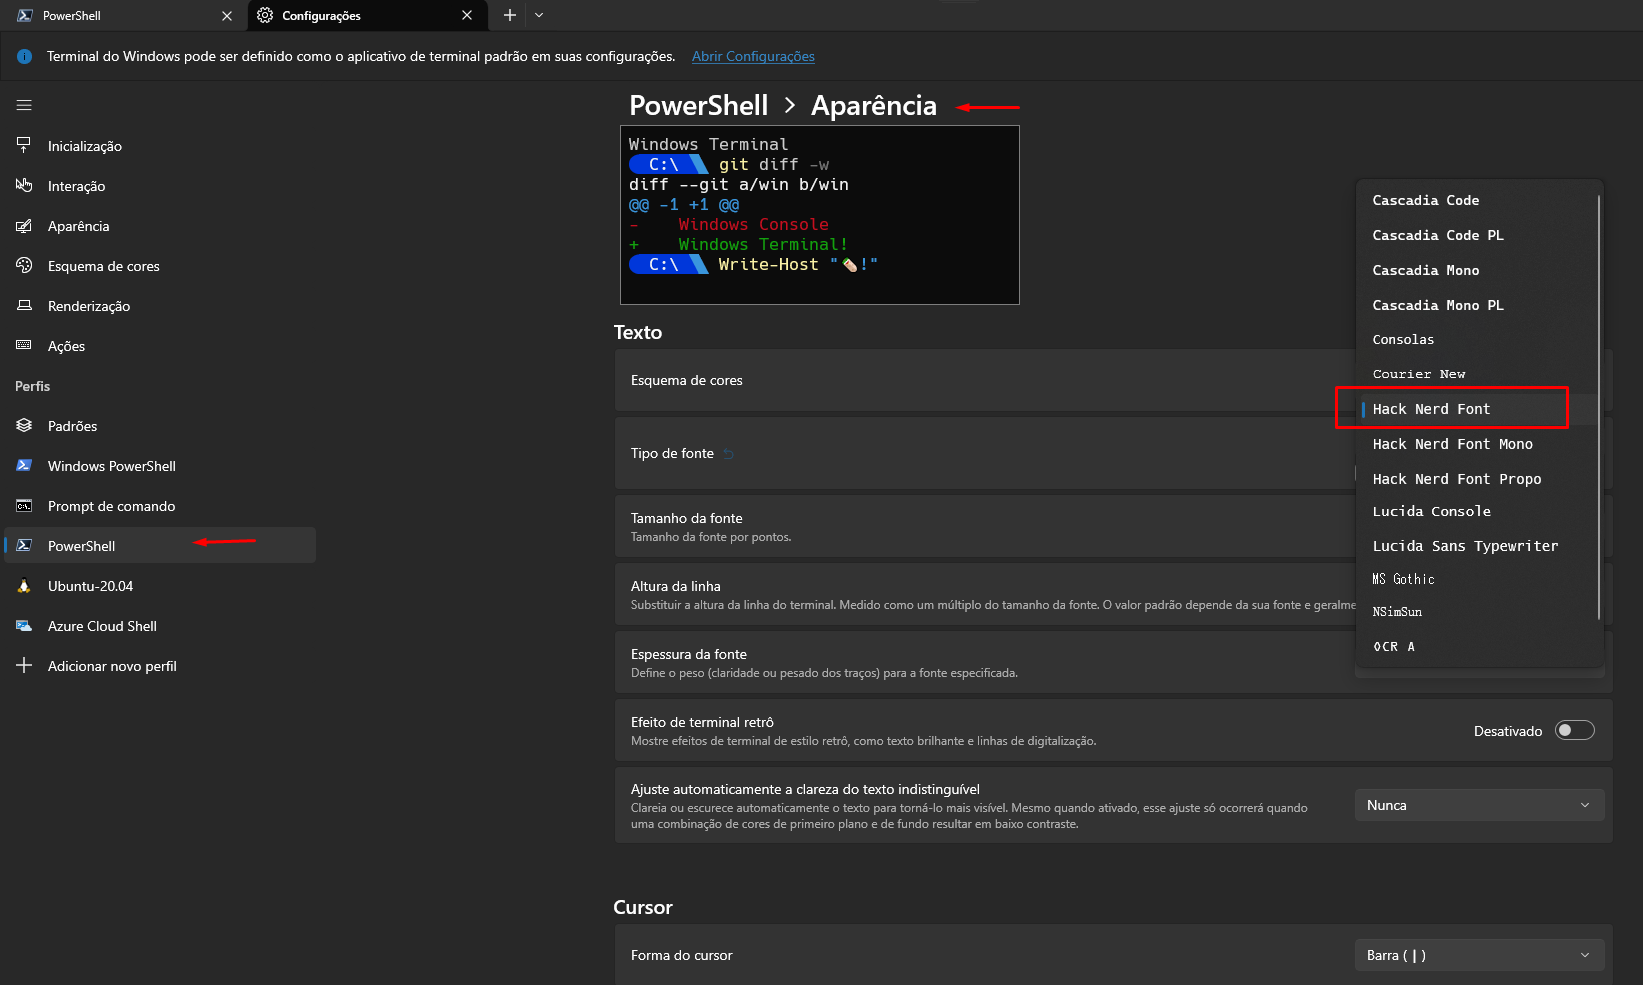 PowerShell
Configurações
Terminal do Windows pode ser definido como o aplicativo de terminal padrão em suas configurações. Abrir Configurações
Inicialização
Interação
Aparência
Esquema de cores
Renderização
Ações
Perfis
Padrões
Windows PowerShell
Prompt de comando
PowerShell
Ubuntu-20.04
Azure Cloud Shell
Adicionar novo perfil
PowerShell > Aparência
Windows Terminal
C:\ git diff -w
diff --git a/win b/win
@@ -1 +1 @@
-    Windows Console
+    Windows Terminal!
C:\ Write-Host "🪱!"
Texto
Esquema de cores
Tipo de fonte
Tamanho da fonte
Tamanho da fonte por pontos.
Altura da linha
Substituir a altura da linha do terminal. Medido como um múltiplo do tamanho da fonte. O valor padrão depende da sua fonte e geralme
Espessura da fonte
Define o peso (claridade ou pesado dos traços) para a fonte especificada.
Efeito de terminal retrô
Mostre efeitos de terminal de estilo retrô, como texto brilhante e linhas de digitalização.
Desativado
Ajuste automaticamente a clareza do texto indistinguível
Clareia ou escurece automaticamente o texto para torná-lo mais visível. Mesmo quando ativado, esse ajuste só ocorrerá quando
uma combinação de cores de primeiro plano e de fundo resultar em baixo contraste.
Nunca
Cursor
Forma do cursor
Barra ( | )
Cascadia Code
Cascadia Code PL
Cascadia Mono
Cascadia Mono PL
Consolas
Courier New
Hack Nerd Font
Hack Nerd Font Mono
Hack Nerd Font Propo
Lucida Console
Lucida Sans Typewriter
MS Gothic
NSimSun
OCR A